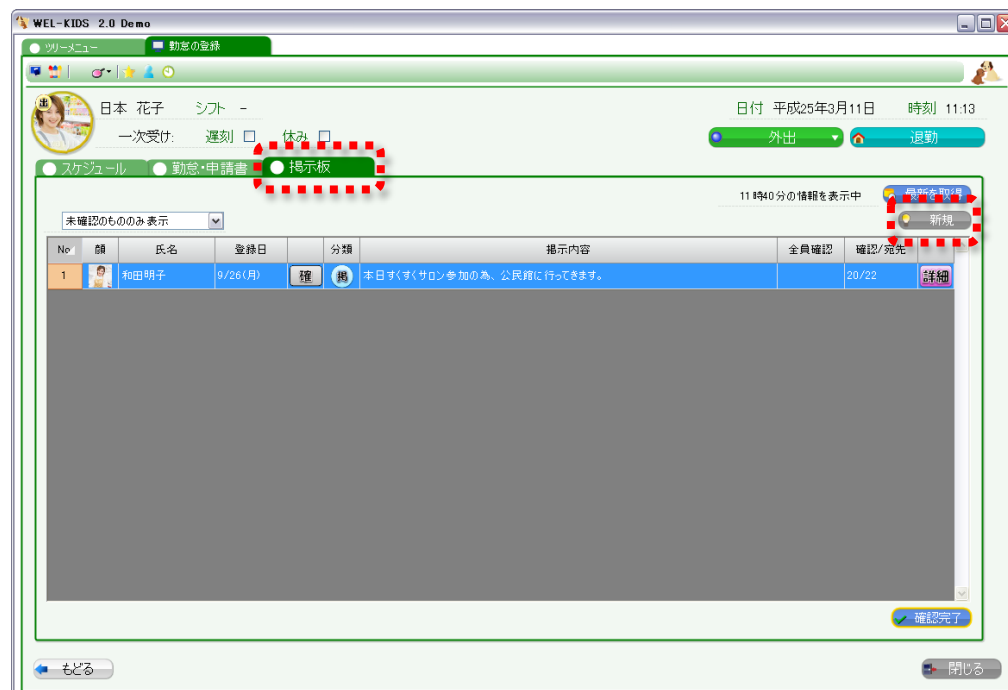 WEL-KIDS 2.0 Demo
ツリーメニュー 勤怠の登録
出 日本 花子 シフト - 日付 平成25年3月11日 時刻 11:13
一次受け: 遅刻 休み 外出 退勤
スケジュール 勤怠・申請書 掲示板
11時40分の情報を表示中 最新を取得
未確認のもののみ表示 新規
No 顔 氏名 登録日 分類 掲示内容 全員確認 確認/宛先
1 和田明子 9/26(月) 確 掲 本日すくすくサロン参加の為、公民館に行ってきます。 20/22 詳細
確認完了
もどる 閉じる